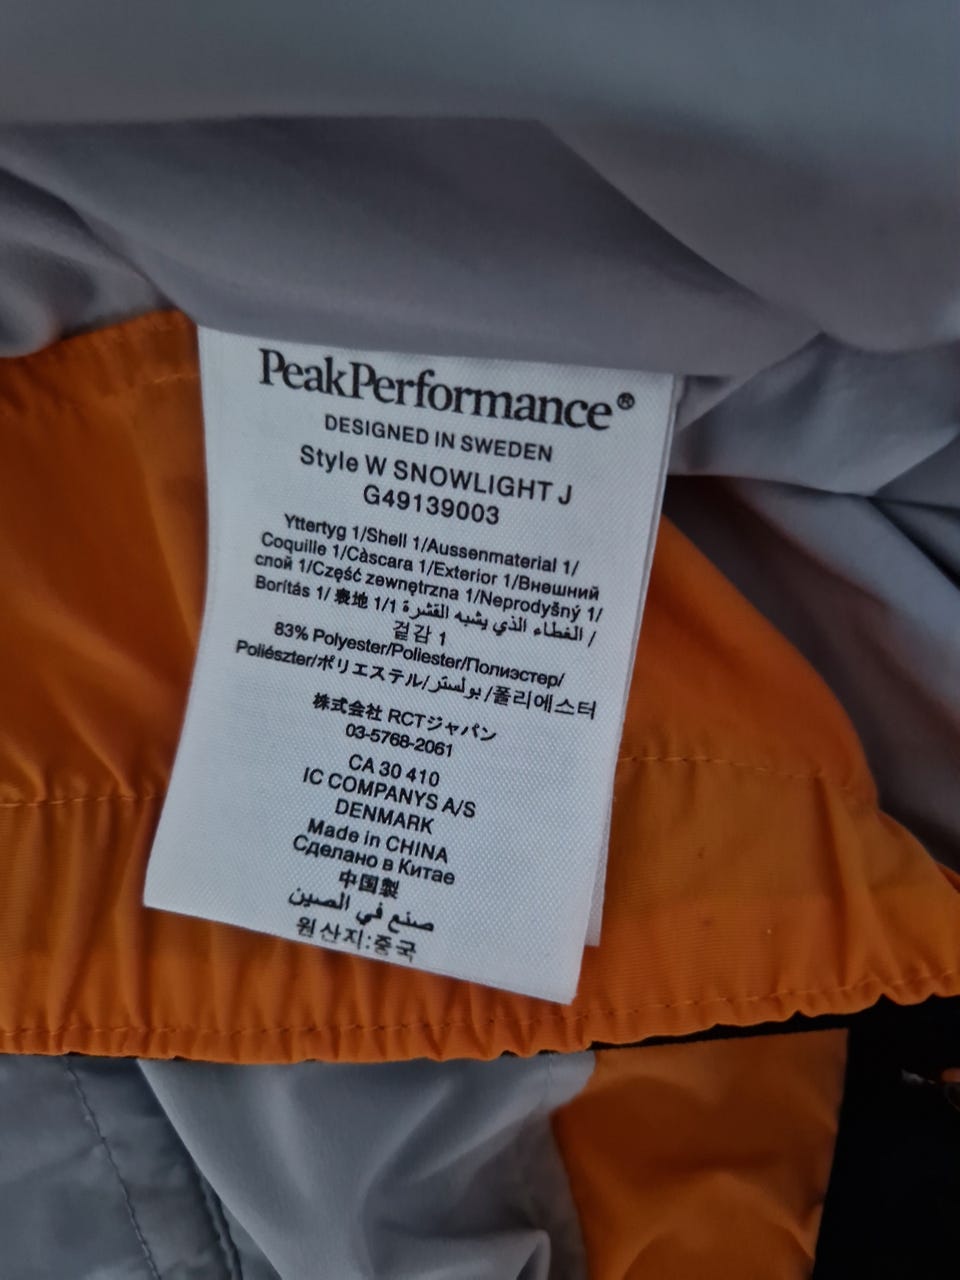 PeakPerformance®
DESIGNED IN SWEDEN
Style W SNOWLIGHT J
G49139003
Yttertyg 1/Shell 1/Aussenmaterial 1/
Coquille 1/Càscara 1/Exterior 1/Внешний
слой 1/Część zewnętrzna 1/Neprodyšný 1/
Borítás 1/ 表地 1/1 الغطاء الذي يشبه القشرة /
겉감 1
83% Polyester/Poliester/Полиэстер/
Poliészter/ポリエステル/بولستر/폴리에스터
株式会社 RCTジャパン
03-5768-2061
CA 30 410
IC COMPANYS A/S
DENMARK
Made in CHINA
Сделано в Китае
中国製
صنع في الصين
원산지:중국